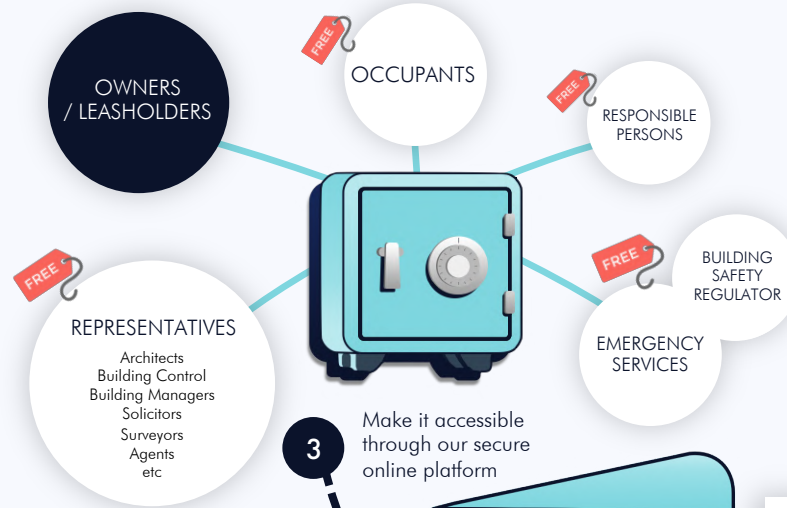 OWNERS
/ LEASHOLDERS
FREE
OCCUPANTS
FREE
RESPONSIBLE
PERSONS
FREE
REPRESENTATIVES
Architects
Building Control
Building Managers
Solicitors
Surveyors
Agents
etc
FREE
BUILDING
SAFETY
REGULATOR
EMERGENCY
SERVICES
3
Make it accessible
through our secure
online platform